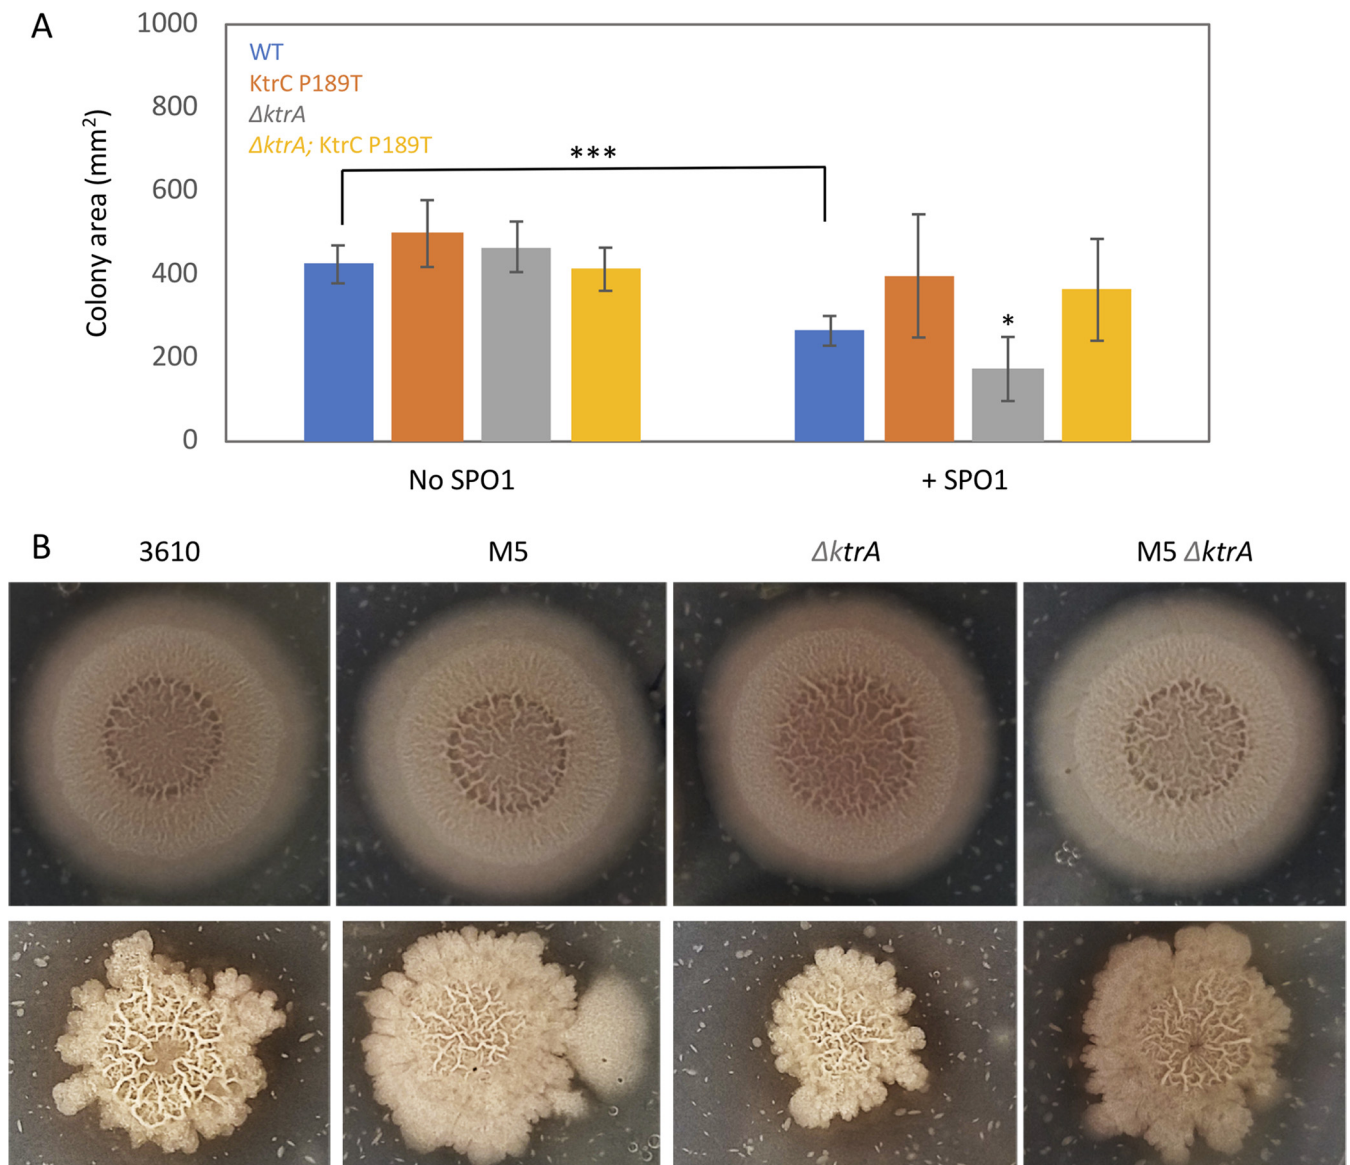 A
1000
800
600
400
200
0
Colony area (mm²)
WT
KtrC P189T
ΔktrA
ΔktrA; KtrC P189T
***
*
No SPO1
+ SPO1
B
3610
M5
ΔktrA
M5 ΔktrA